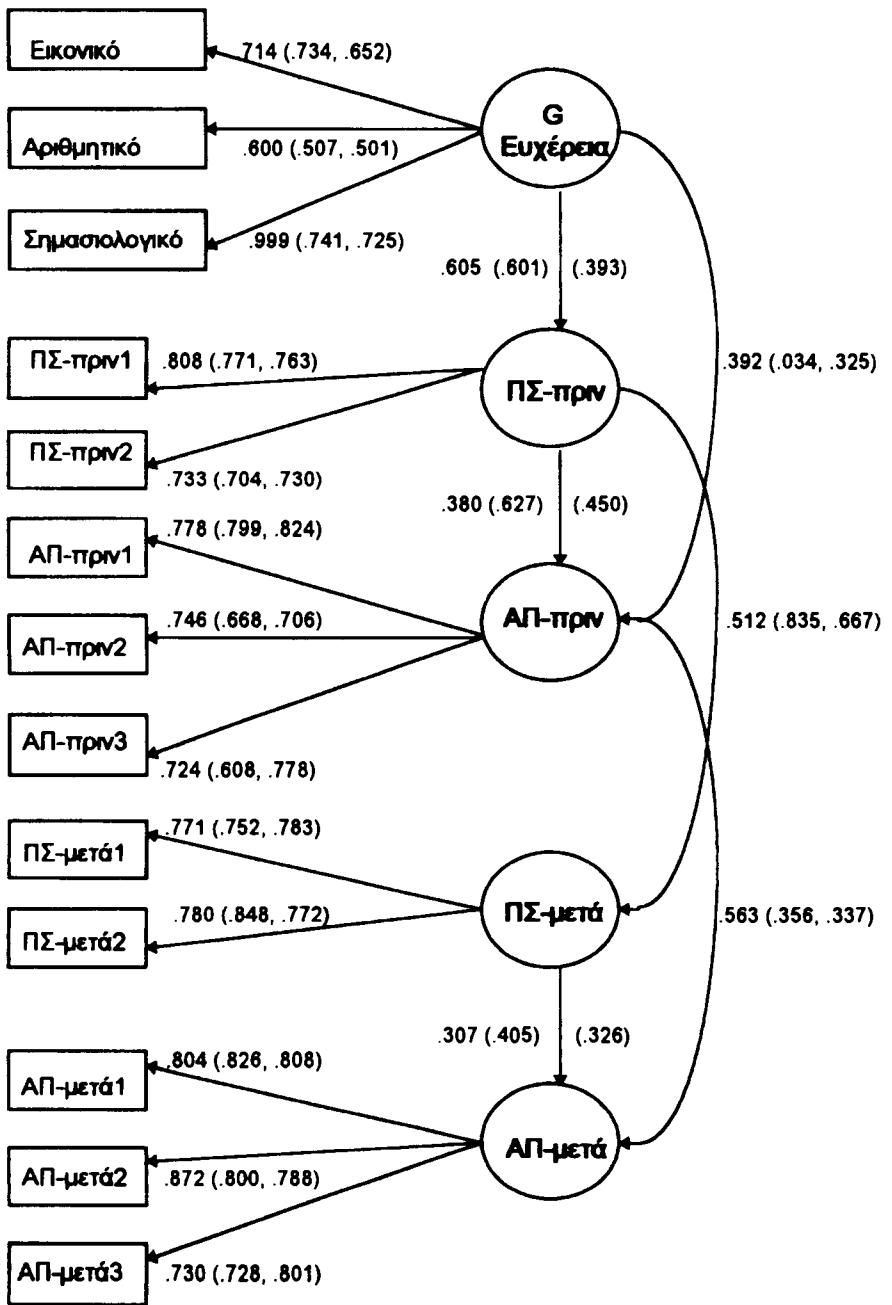 Εικονικό
.714 (.734, .652)
G
Ευχέρεια
Αριθμητικό
.600 (.507, .501)
Σημασιολογικό
.999 (.741, .725)
.605 (.601) (.393)
ΠΣ-πριν1
.808 (.771, .763)
ΠΣ-πριν
.392 (.034, .325)
ΠΣ-πριν2
.733 (.704, .730)
.380 (.627) (.450)
ΑΠ-πριν1
.778 (.799, .824)
ΑΠ-πριν2
.746 (.668, .706)
ΑΠ-πριν
.512 (.835, .667)
ΑΠ-πριν3
.724 (.608, .778)
ΠΣ-μετά1
.771 (.752, .783)
ΠΣ-μετά2
.780 (.848, .772)
ΠΣ-μετά
.563 (.356, .337)
.307 (.405) (.326)
ΑΠ-μετά1
.804 (.826, .808)
ΑΠ-μετά2
.872 (.800, .788)
ΑΠ-μετά
ΑΠ-μετά3
.730 (.728, .801)